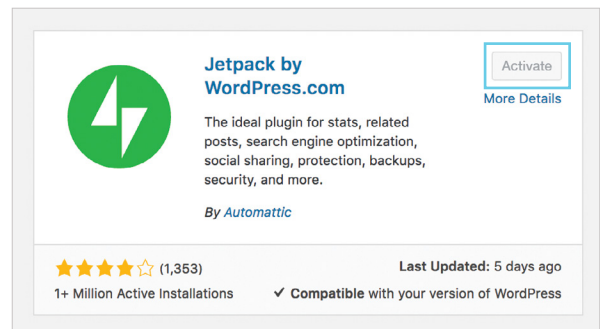 Jetpack by
WordPress.com
Activate
More Details
The ideal plugin for stats, related
posts, search engine optimization,
social sharing, protection, backups,
security, and more.
By Automattic
(1,353)
Last Updated: 5 days ago
1+ Million Active Installations
✓ Compatible with your version of WordPress